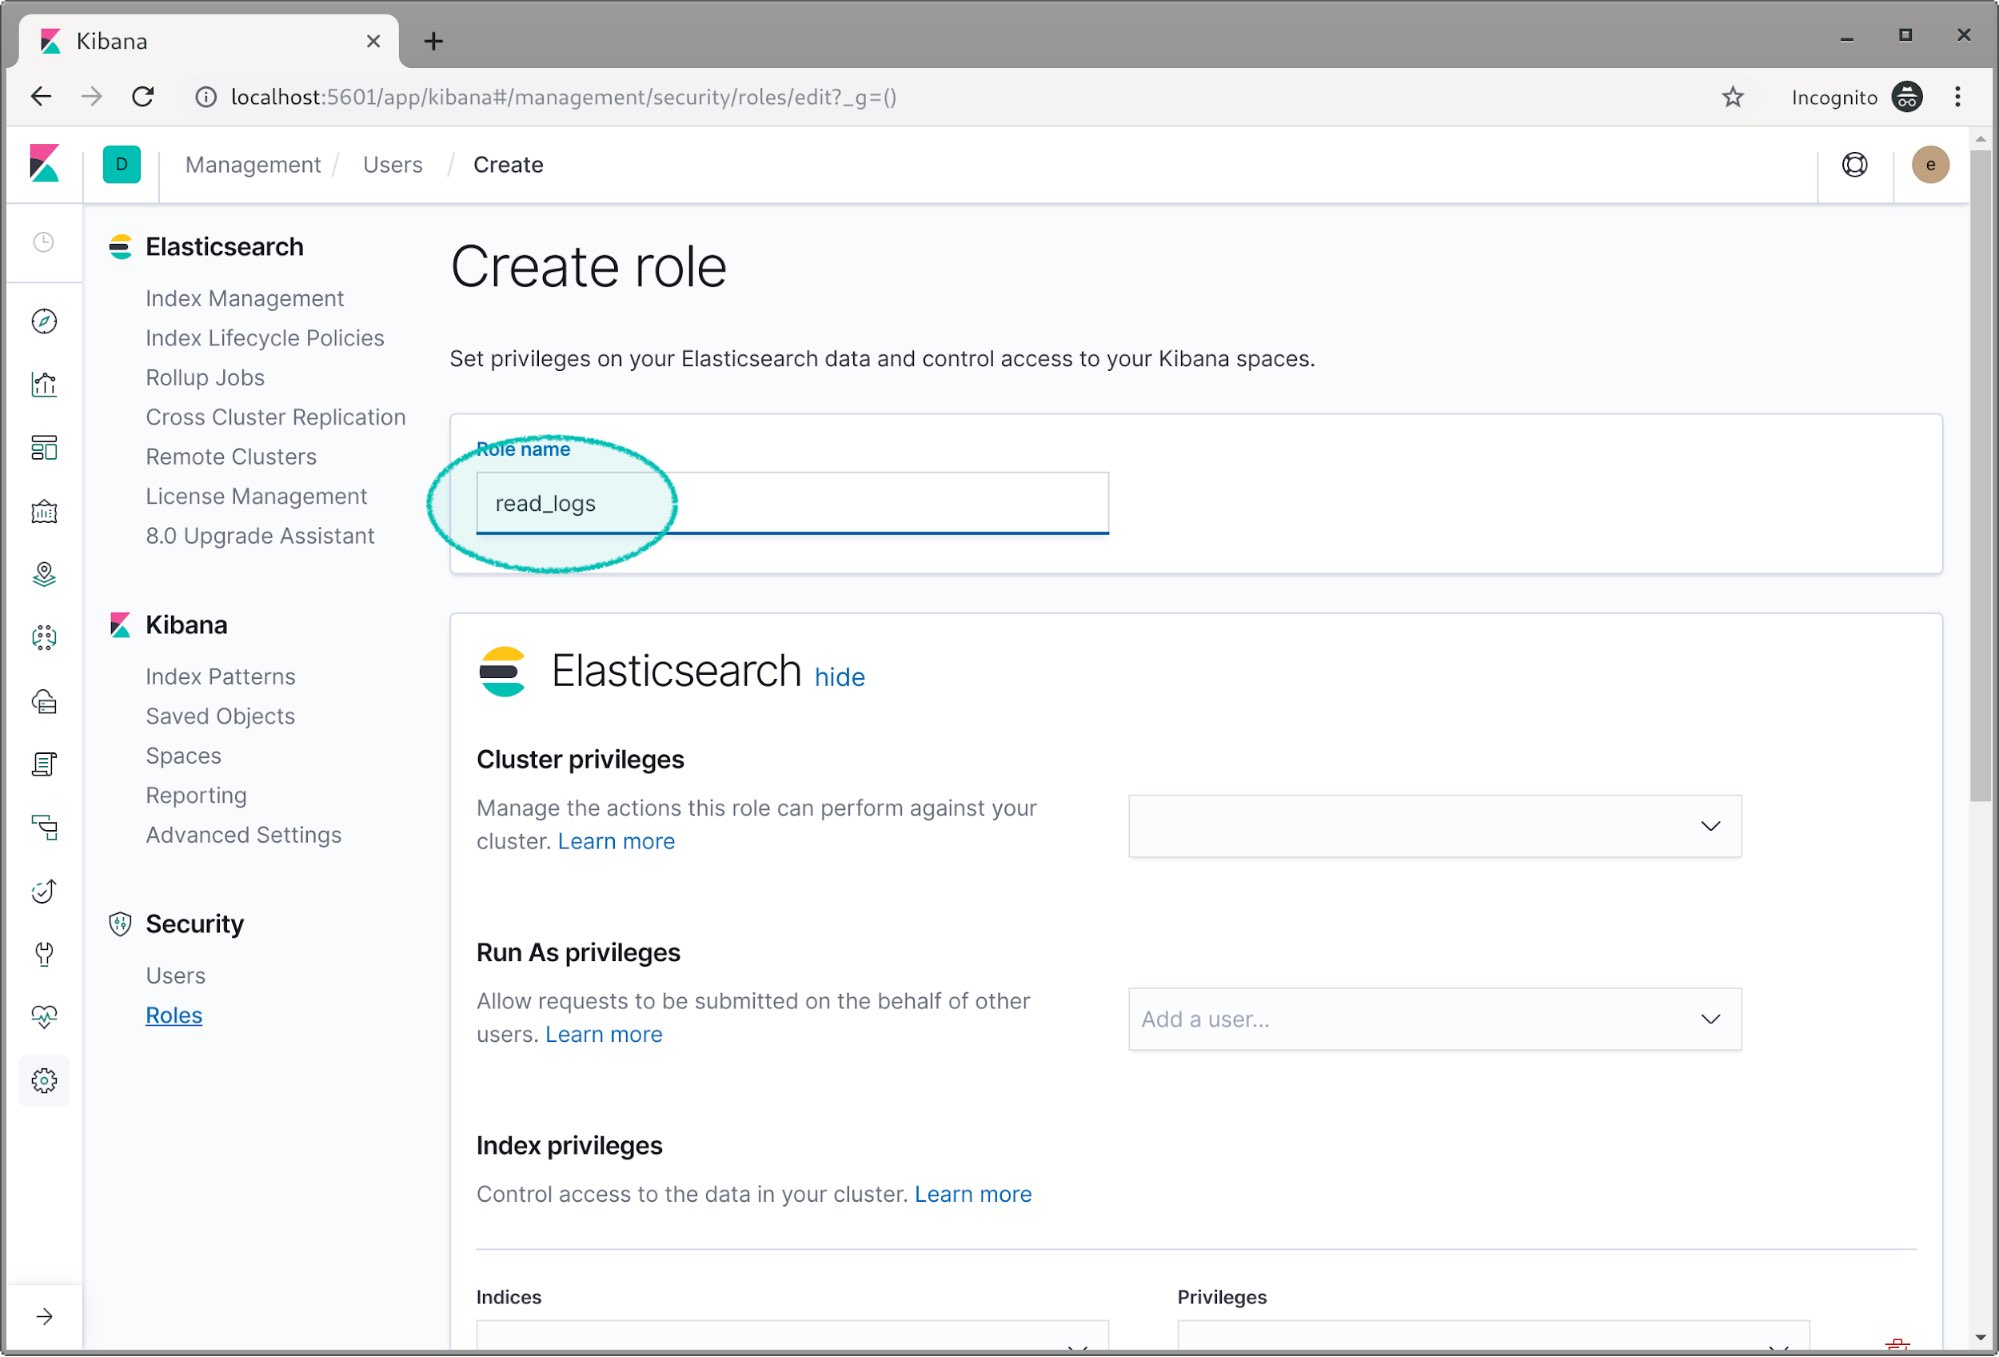 Kibana
localhost:5601/app/kibana#/management/security/roles/edit?_g=()
Incognito
D
Management / Users / Create
e
Elasticsearch
Index Management
Index Lifecycle Policies
Rollup Jobs
Cross Cluster Replication
Remote Clusters
License Management
8.0 Upgrade Assistant
Kibana
Index Patterns
Saved Objects
Spaces
Reporting
Advanced Settings
Security
Users
Roles
Create role
Set privileges on your Elasticsearch data and control access to your Kibana spaces.
Role name
read_logs
Elasticsearch hide
Cluster privileges
Manage the actions this role can perform against your
cluster. Learn more
Run As privileges
Allow requests to be submitted on the behalf of other
users. Learn more
Add a user...
Index privileges
Control access to the data in your cluster. Learn more
Indices
Privileges